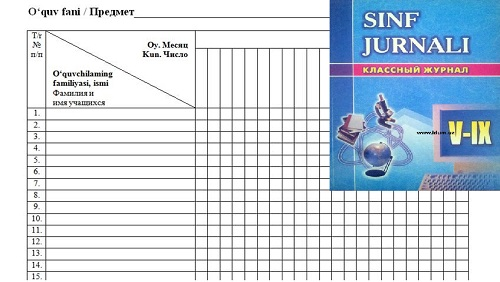 O‘quv fani / Предмет
T/r
№
п/п
Oy. Месяц
Kun. Число
O‘quvchilarning
familiyasi, ismi
Фамилия и
имя учащихся
1.
2.
3.
4.
5.
6.
7.
8.
9.
10.
11.
12.
13.
14.
15.
SINF
JURNALI
КЛАССНЫЙ ЖУРНАЛ
V-IX